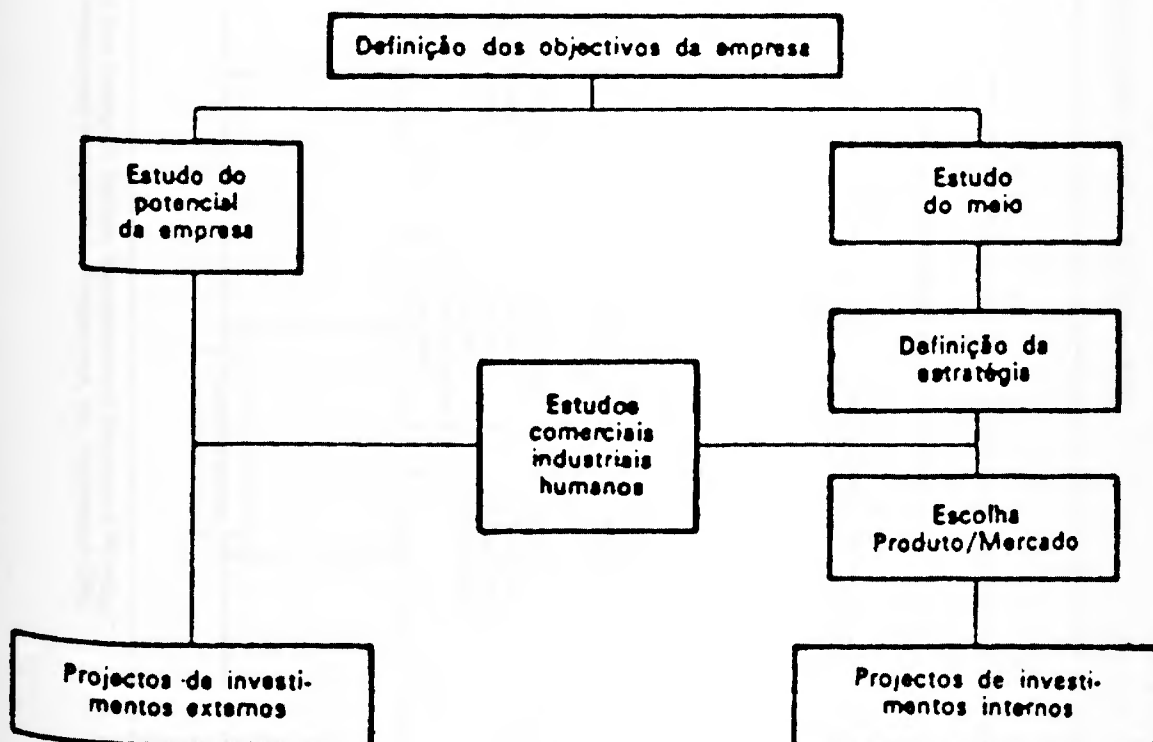 Definição dos objectivos da empresa
Estudo do
potencial
da empresa
Estudo
do meio
Definição da
estratégia
Estudos
comerciais
industriais
humanos
Escolha
Produto/Mercado
Projectos de investi-
mentos externos
Projectos de investi-
mentos internos